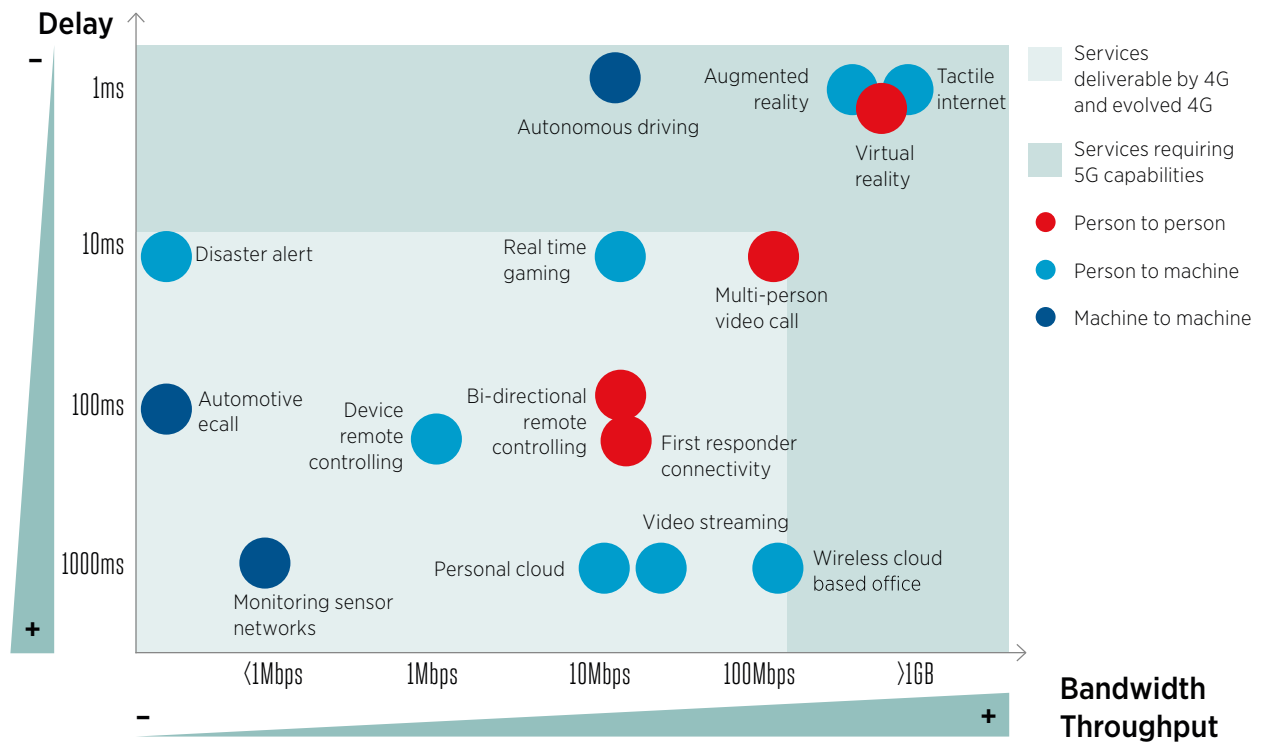 Delay
–
1ms
10ms
100ms
1000ms
+
Autonomous driving
Augmented
reality
Tactile
internet
Virtual
reality
Disaster alert
Real time
gaming
Multi-person
video call
Automotive
ecall
Device
remote
controlling
Bi-directional
remote
controlling
First responder
connectivity
Monitoring sensor
networks
Personal cloud
Video streaming
Wireless cloud
based office
<1Mbps
1Mbps
10Mbps
100Mbps
>1GB
–
+
Bandwidth
Throughput
Services
deliverable by 4G
and evolved 4G
Services requiring
5G capabilities
Person to person
Person to machine
Machine to machine